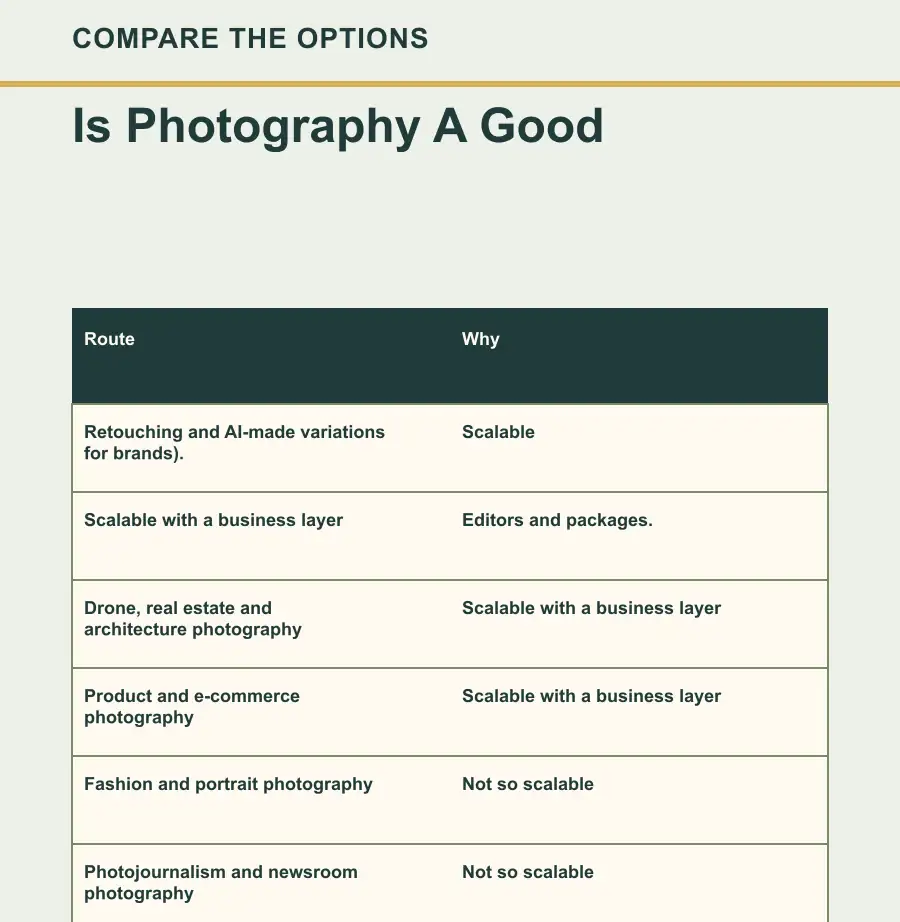 COMPARE THE OPTIONS
Is Photography A Good
Route
Why
Retouching and AI-made variations
for brands).
Scalable
Scalable with a business layer
Editors and packages.
Drone, real estate and
architecture photography
Scalable with a business layer
Product and e-commerce
photography
Scalable with a business layer
Fashion and portrait photography
Not so scalable
Photojournalism and newsroom
photography
Not so scalable